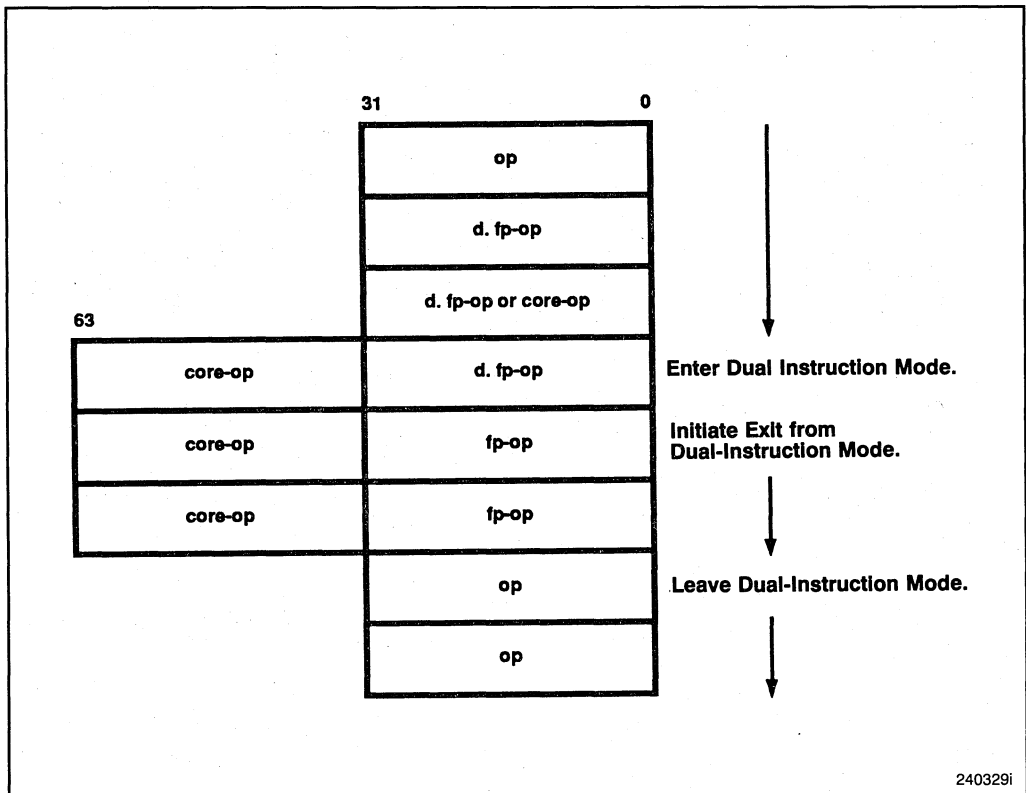 31 0
op
d. fp-op
d. fp-op or core-op
63
core-op d. fp-op Enter Dual Instruction Mode.
core-op fp-op Initiate Exit from
Dual-Instruction Mode.
core-op fp-op
op Leave Dual-Instruction Mode.
op
240329i